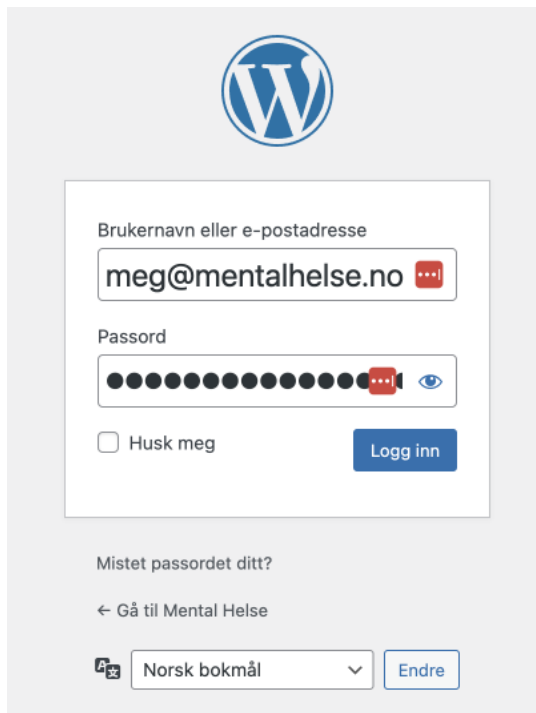 Brukernavn eller e-postadresse
meg@mentalhelse.no
Passord
Husk meg
Logg inn
Mistet passordet ditt?
← Gå til Mental Helse
Norsk bokmål
Endre